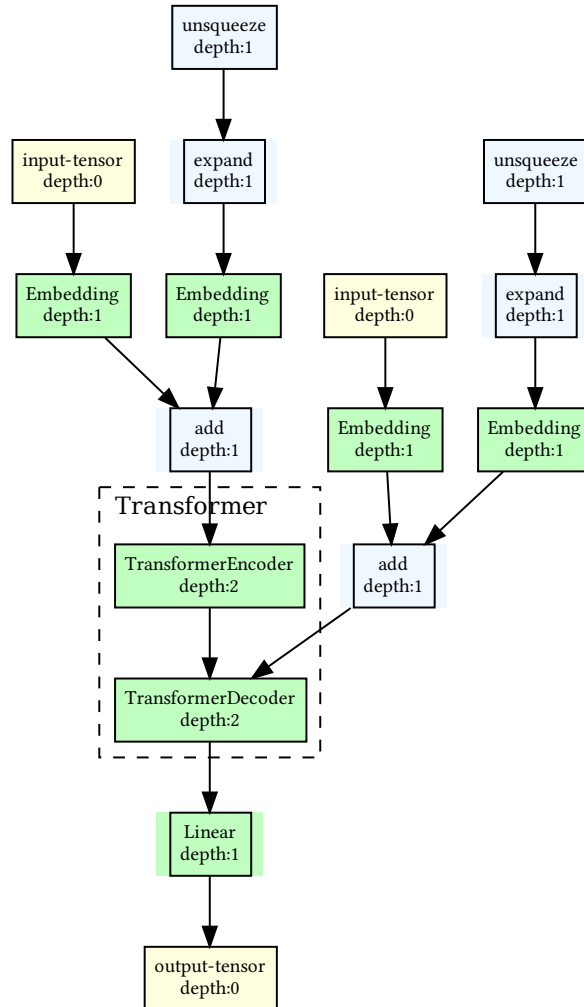 unsqueeze
depth:1
input-tensor
depth:0
expand
depth:1
unsqueeze
depth:1
Embedding
depth:1
Embedding
depth:1
input-tensor
depth:0
expand
depth:1
add
depth:1
Embedding
depth:1
Embedding
depth:1
Transformer
TransformerEncoder
depth:2
add
depth:1
TransformerDecoder
depth:2
Linear
depth:1
output-tensor
depth:0